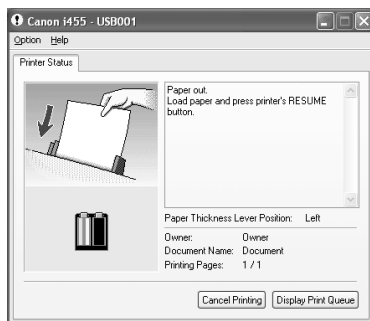 Canon i455 - USB001
Option Help
Printer Status
Paper out.
Load paper and press printer's RESUME
button.
Paper Thickness Lever Position: Left
Owner: Owner
Document Name: Document
Printing Pages: 1 / 1
Cancel Printing Display Print Queue